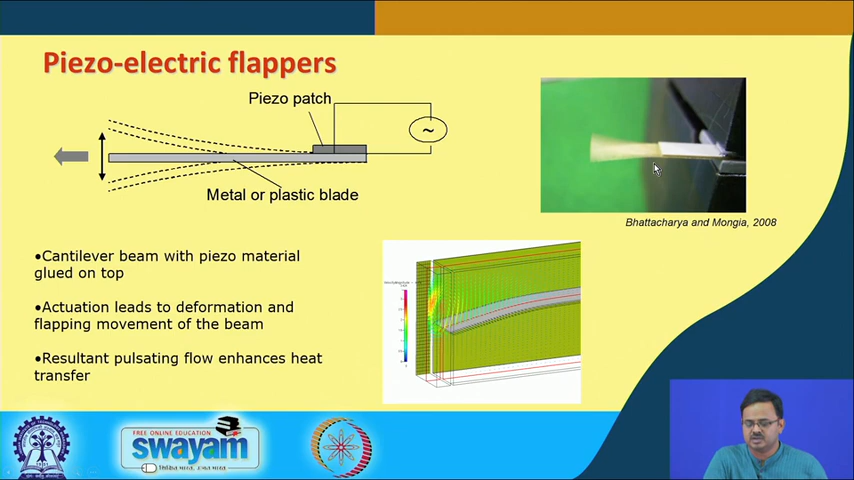 Piezo-electric flappers
Piezo patch
~
Metal or plastic blade
Bhattacharya and Mongia, 2008
•Cantilever beam with piezo material
glued on top
•Actuation leads to deformation and
flapping movement of the beam
•Resultant pulsating flow enhances heat
transfer
FREE ONLINE EDUCATION
swayam